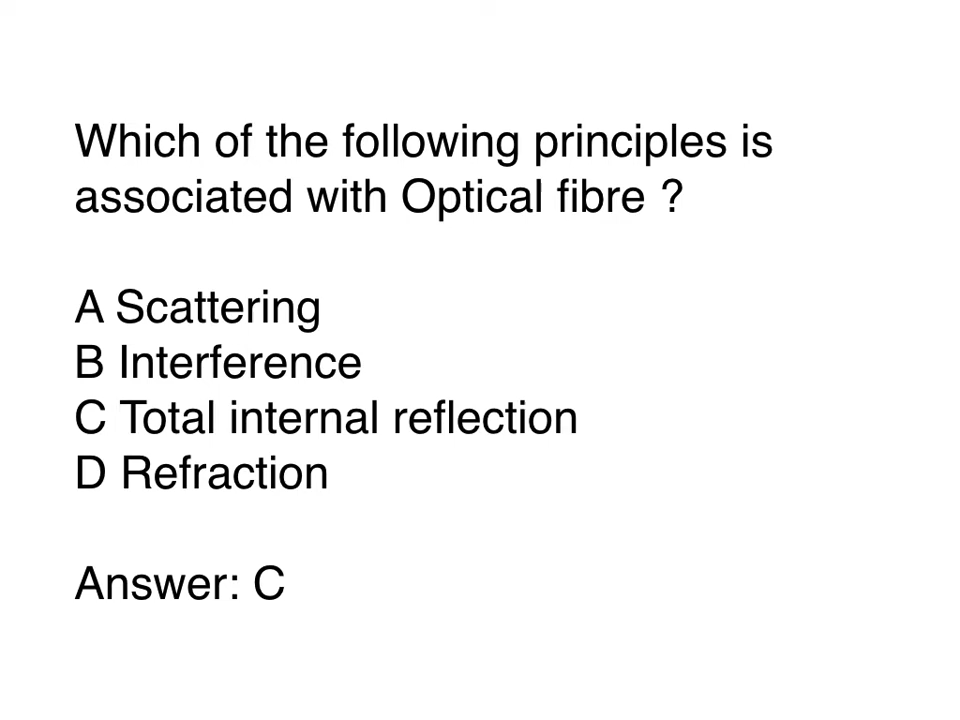 Which of the following principles is
associated with Optical fibre ?
A Scattering
B Interference
C Total internal reflection
D Refraction
Answer: C